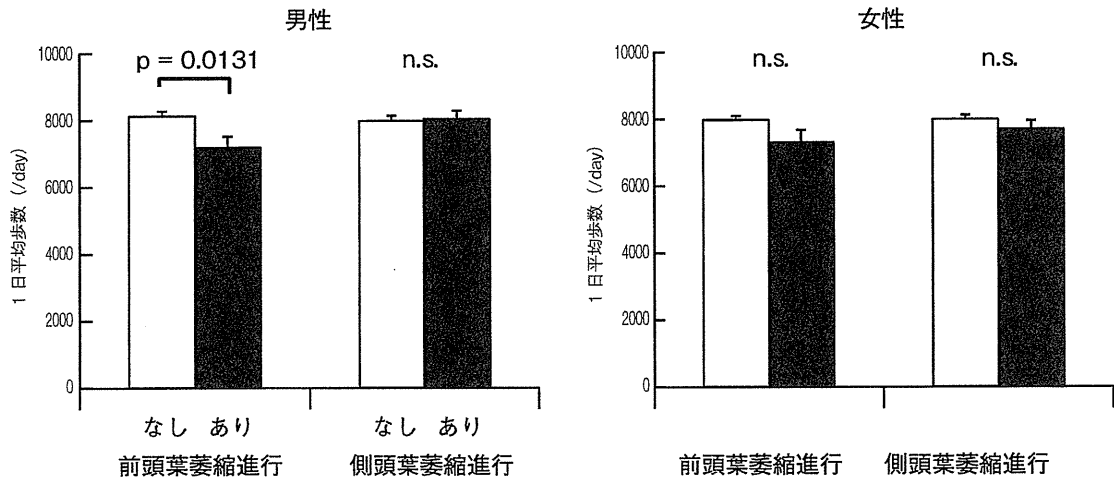 男性
10000
8000
6000
4000
2000
0
1日平均歩数 (/day)
p = 0.0131
n.s.
なし あり
なし あり
前頭葉萎縮進行
側頭葉萎縮進行
女性
10000
8000
6000
4000
2000
0
1日平均歩数 (/day)
n.s.
n.s.
前頭葉萎縮進行
側頭葉萎縮進行